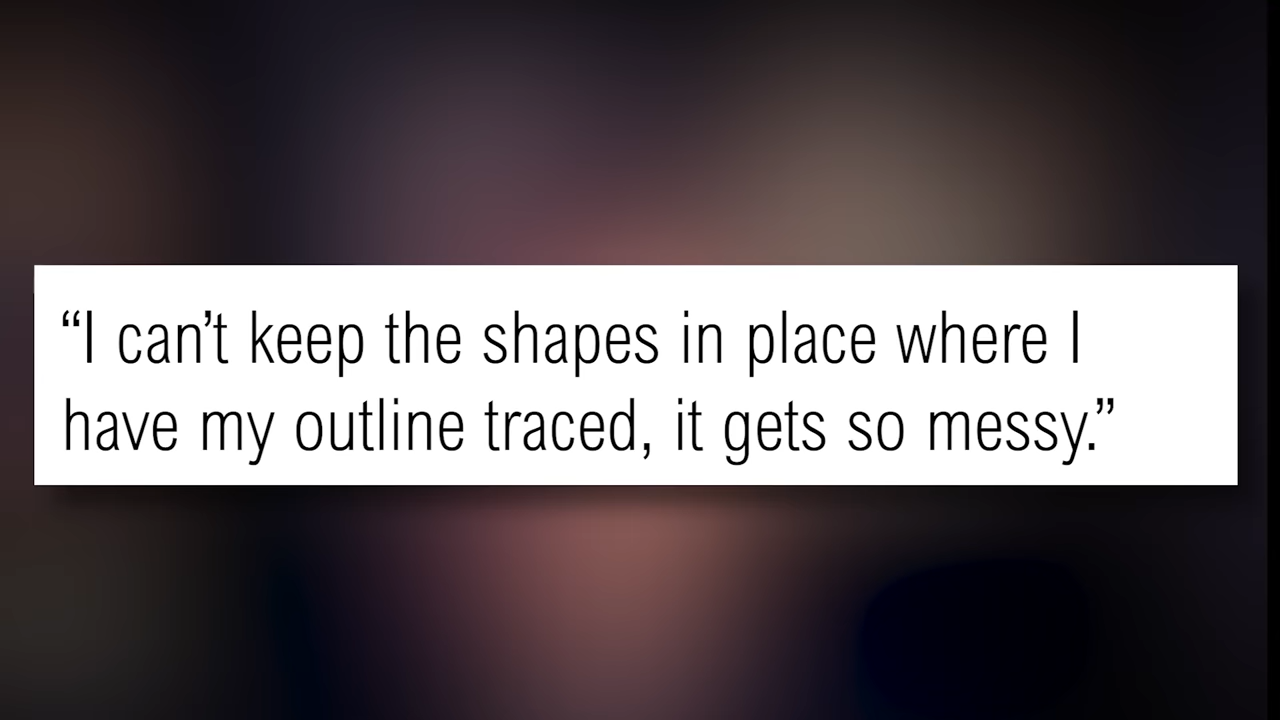 “I can’t keep the shapes in place where I
have my outline traced, it gets so messy.”